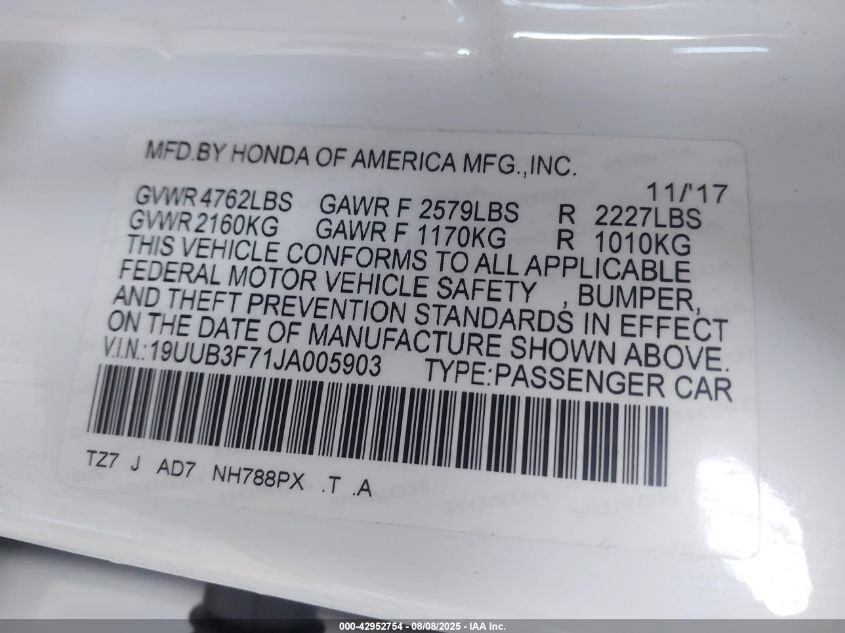 MFD.BY HONDA OF AMERICA MFG.,INC.
11/'17
GVWR 4762LBS GAWR F 2579LBS R 2227LBS
GVWR 2160KG GAWR F 1170KG R 1010KG
THIS VEHICLE CONFORMS TO ALL APPLICABLE
FEDERAL MOTOR VEHICLE SAFETY , BUMPER,
AND THEFT PREVENTION STANDARDS IN EFFECT
ON THE DATE OF MANUFACTURE SHOWN ABOVE.
V.I.N.:19UUB3F71JA005903 TYPE:PASSENGER CAR
TZ7 J AD7 NH788PX .T .A
000-42952754 - 08/08/2025 - IAA Inc.